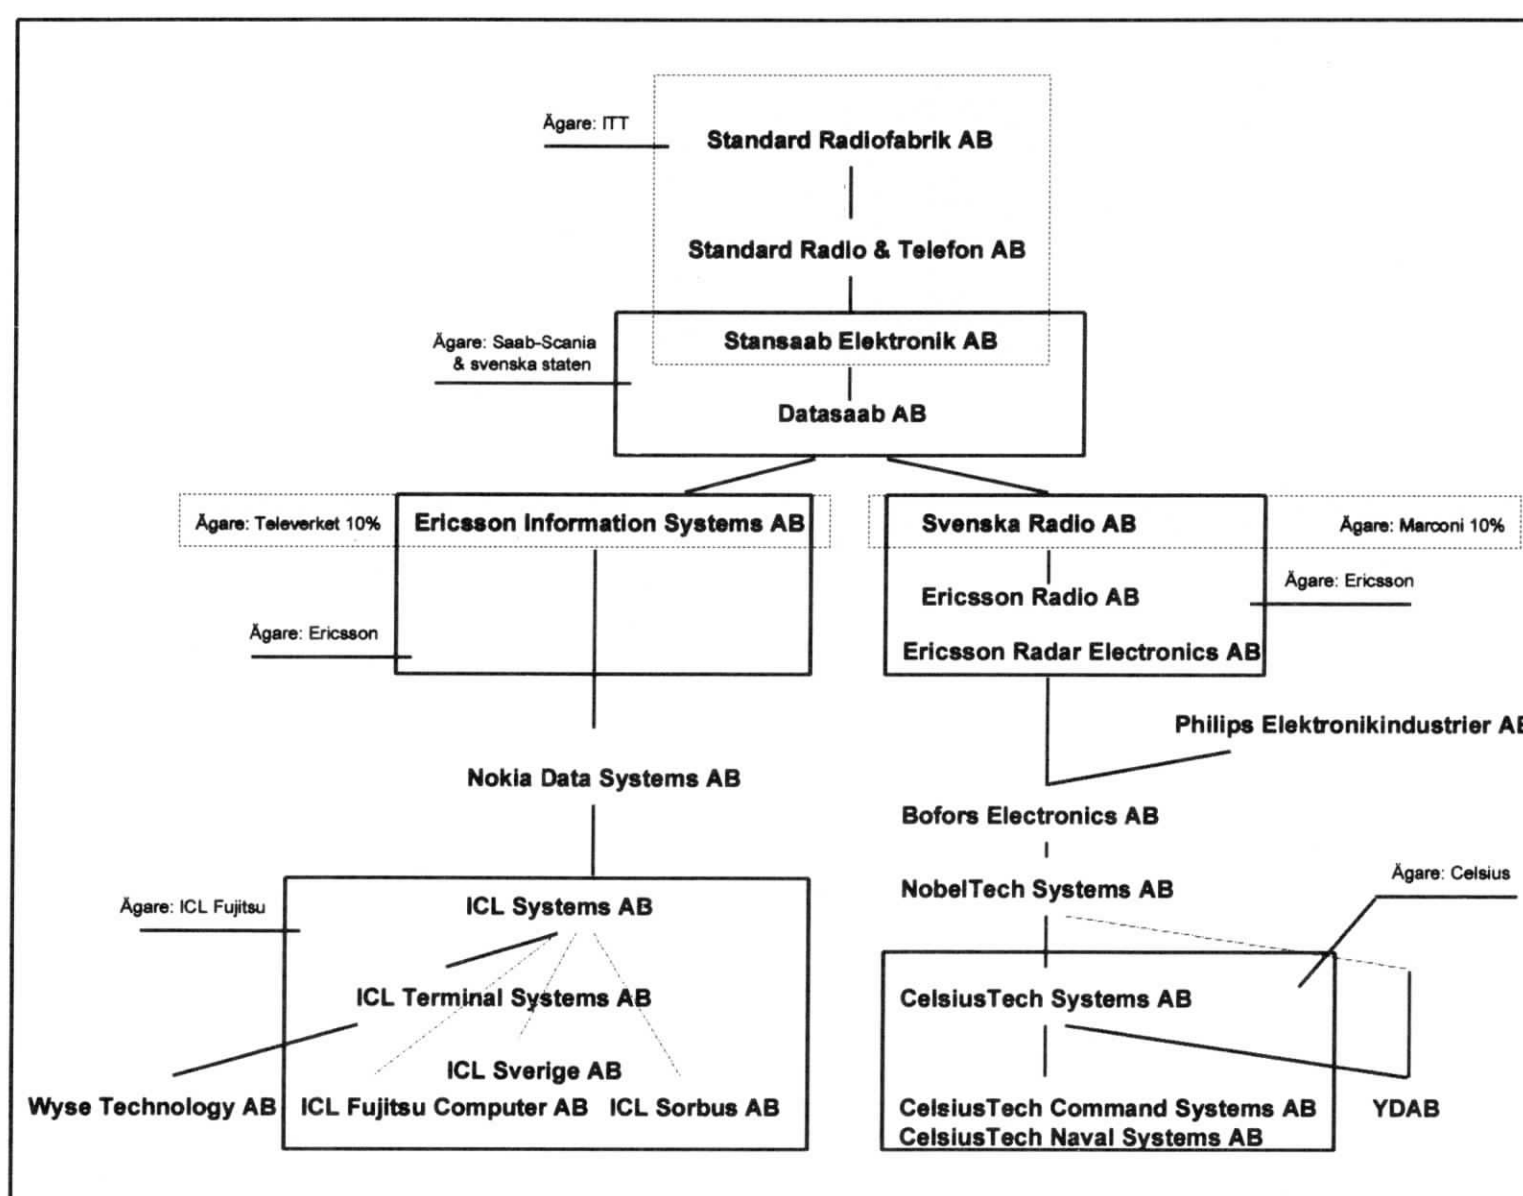 Ägare: ITT
Standard Radiofabrik AB
Standard Radio & Telefon AB
Ägare: Saab-Scania
& svenska staten
Stansaab Elektronik AB
Datasaab AB
Ägare: Televerket 10%
Ericsson Information Systems AB
Svenska Radio AB
Ägare: Marconi 10%
Ericsson Radio AB
Ägare: Ericsson
Ägare: Ericsson
Ericsson Radar Electronics AB
Philips Elektronikindustrier AB
Nokia Data Systems AB
Bofors Electronics AB
NobelTech Systems AB
Ägare: Celsius
Ägare: ICL Fujitsu
ICL Systems AB
ICL Terminal Systems AB
CelsiusTech Systems AB
ICL Sverige AB
Wyse Technology AB
ICL Fujitsu Computer AB
ICL Sorbus AB
CelsiusTech Command Systems AB
YDAB
CelsiusTech Naval Systems AB